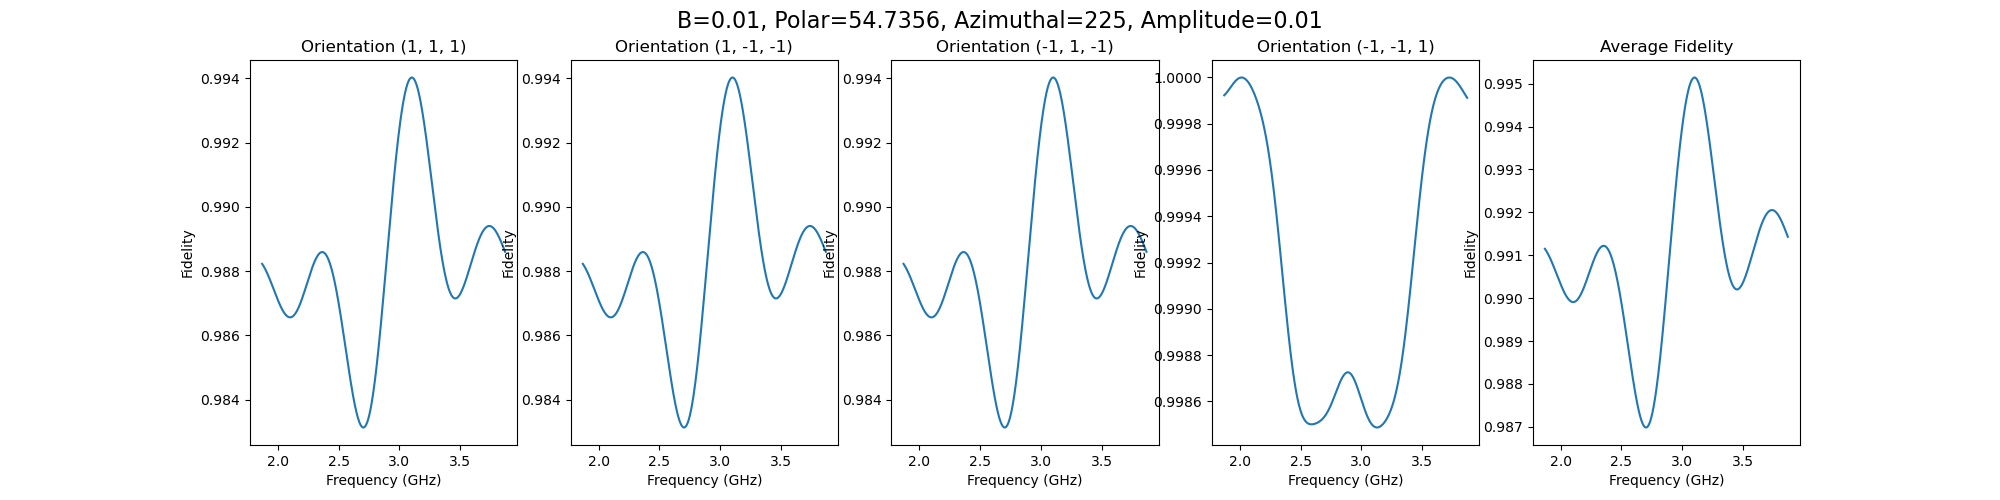 B=0.01, Polar=54.7356, Azimuthal=225, Amplitude=0.01
Orientation (1, 1, 1)
0.994
0.992
0.990
0.988
0.986
0.984
Fidelity
2.0 2.5 3.0 3.5
Frequency (GHz)
Orientation (1, -1, -1)
0.994
0.992
0.990
0.988
0.986
0.984
Fidelity
2.0 2.5 3.0 3.5
Frequency (GHz)
Orientation (-1, 1, -1)
0.994
0.992
0.990
0.988
0.986
0.984
Fidelity
2.0 2.5 3.0 3.5
Frequency (GHz)
Orientation (-1, -1, 1)
1.0000
0.9998
0.9996
0.9994
0.9992
0.9990
0.9988
0.9986
Fidelity
2.0 2.5 3.0 3.5
Frequency (GHz)
Average Fidelity
0.995
0.994
0.993
0.992
0.991
0.990
0.989
0.988
0.987
Fidelity
2.0 2.5 3.0 3.5
Frequency (GHz)